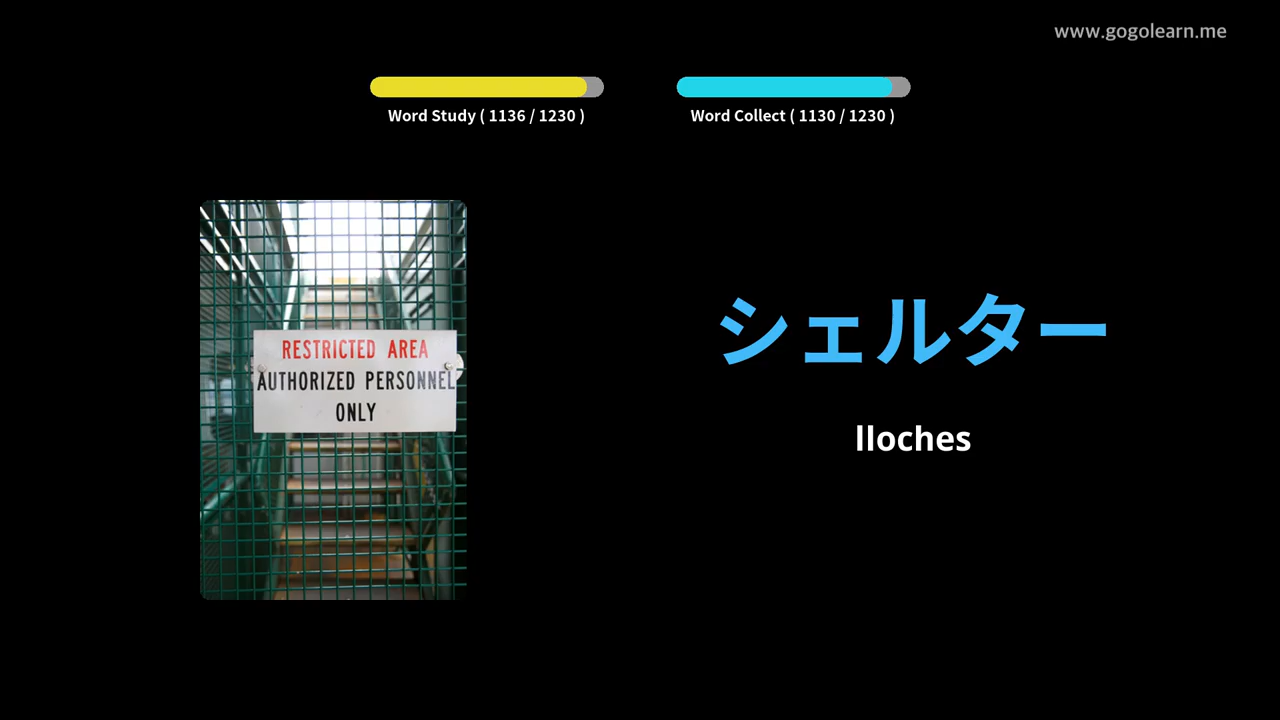 www.gogolearn.me
Word Study ( 1136 / 1230 )
Word Collect ( 1130 / 1230 )
RESTRICTED AREA
AUTHORIZED PERSONNEL
ONLY
シェルター
lloches